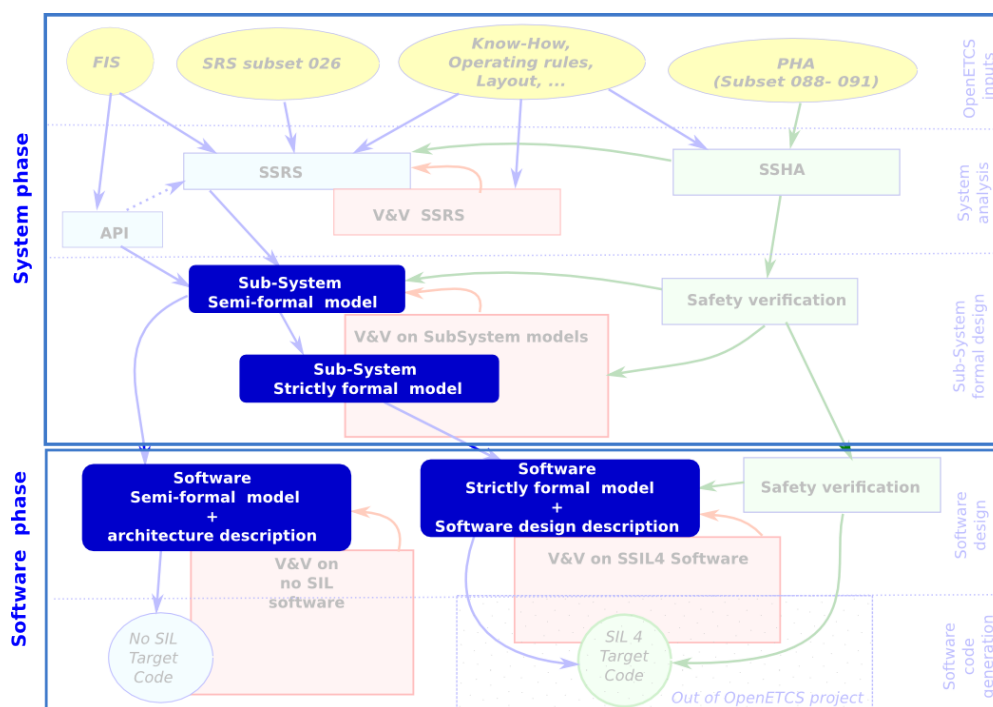 FIS
SRS subset 026
Know-How,
Operating rules,
Layout, ...
PHA
(Subset 088- 091)
OpenETCS
inputs
System phase
SSRS
SSHA
V&V  SSRS
API
System
analysis
Sub-System
Semi-formal  model
Safety verification
V&V on SubSystem models
Sub-System
Strictly formal  model
Sub-System
formal design
Software  phase
Software
Semi-formal  model
+
architecture description
Software
Strictly formal  model
+
Software design description
Safety verification
Software
design
V&V on
no SIL
software
V&V on SSIL4 Software
No SIL
Target
Code
SIL 4
Target
Code
Out of OpenETCS project
Software
code
generation